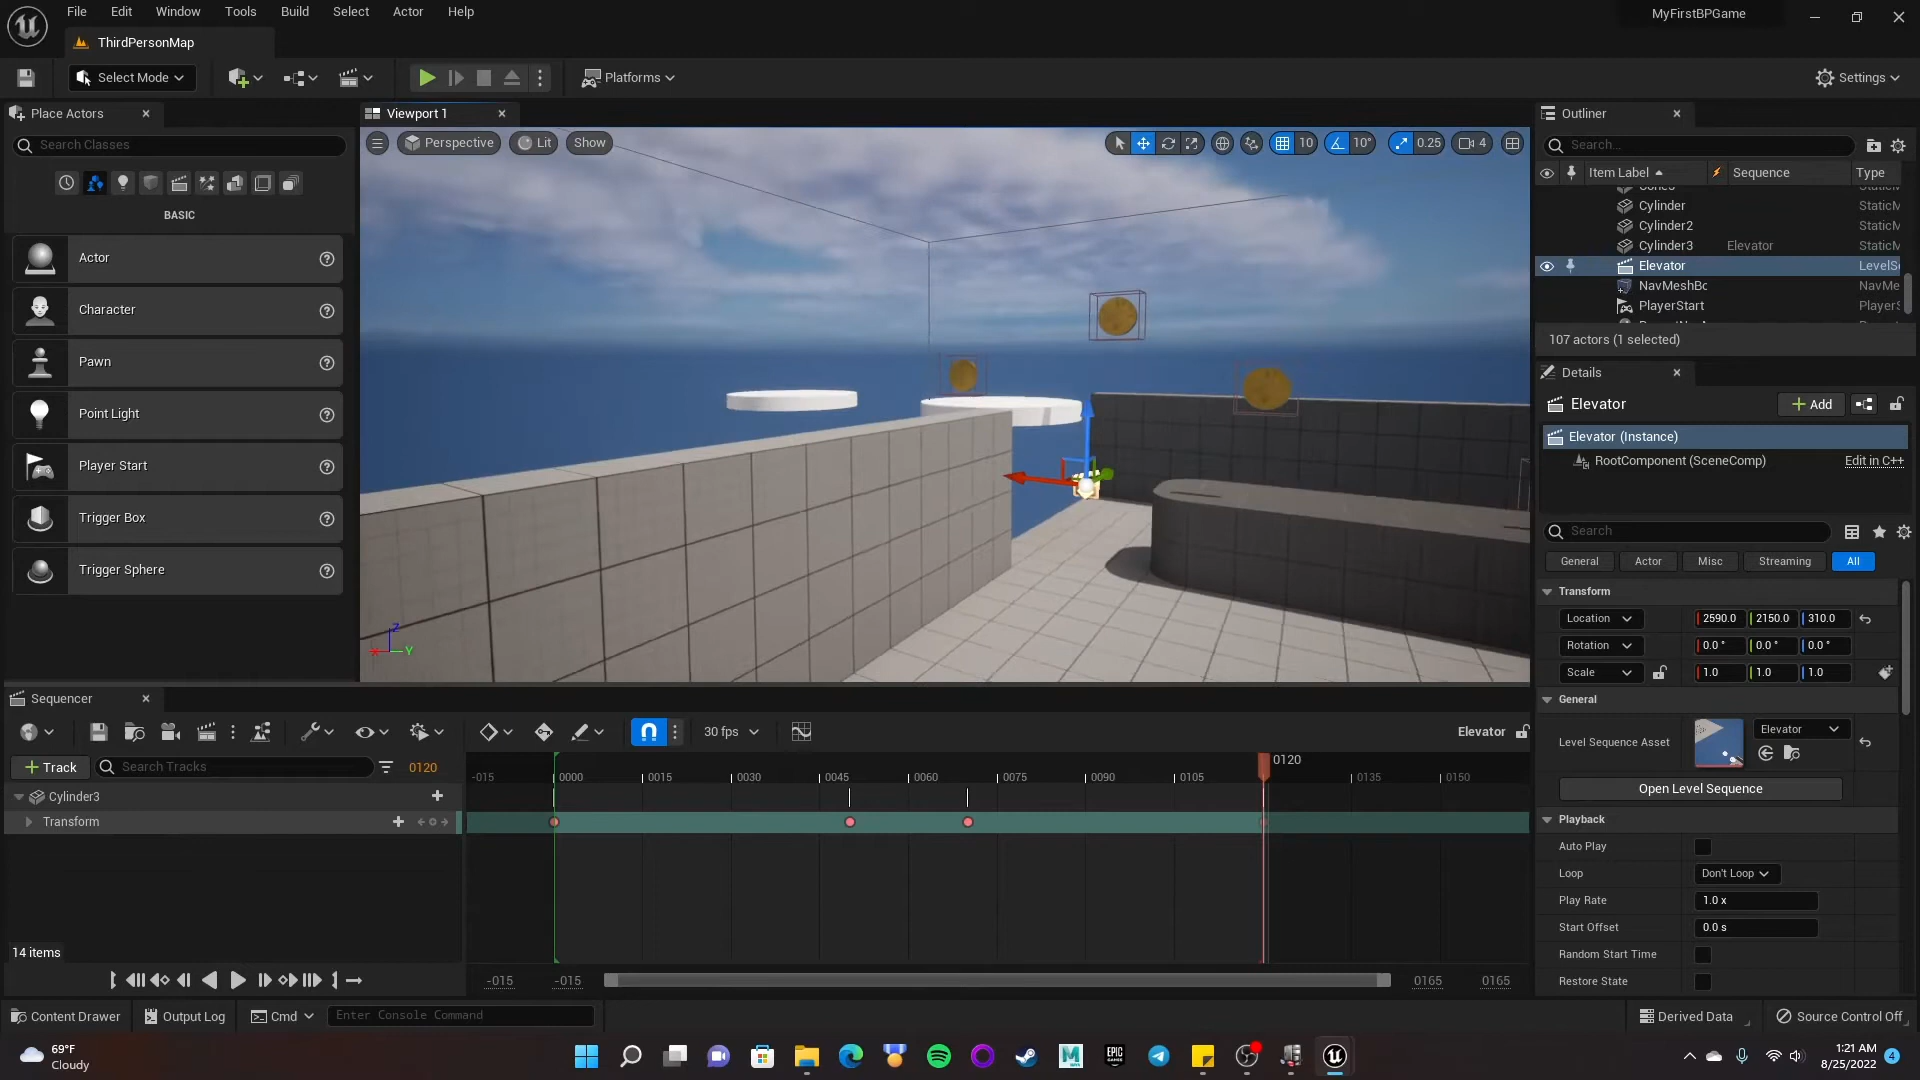 File Edit Window Tools Build Select Actor Help
MyFirstBPGame
ThirdPersonMap
Select Mode
Platforms
Settings
Place Actors
Search Classes
BASIC
Actor
Character
Pawn
Point Light
Player Start
Trigger Box
Trigger Sphere
Viewport 1
Perspective
Lit
Show
10
10°
0.25
4
Z
X
Y
Outliner
Search...
Item Label
Sequence
Type
Cylinder StaticM
Cylinder2 StaticM
Cylinder3 Elevator StaticM
Elevator LevelSe
NavMeshBo NavMe
PlayerStart PlayerS
107 actors (1 selected)
Details
Elevator
+ Add
Elevator (Instance)
RootComponent (SceneComp) Edit in C++
Search
General Actor Misc Streaming All
Transform
Location 2590.0 2150.0 310.0
Rotation 0.0 ° 0.0 ° 0.0 °
Scale 1.0 1.0 1.0
General
Level Sequence Asset
Elevator
Open Level Sequence
Playback
Auto Play
Loop Don't Loop
Play Rate 1.0 x
Start Offset 0.0 s
Random Start Time
Restore State
Sequencer
30 fps
Elevator
+ Track
Search Tracks
0120
-015 0000 0015 0030 0045 0060 0075 0090 0105 0120 0135 0150
Cylinder3
Transform
14 items
-015 -015 0165 0165
Content Drawer
Output Log
Cmd
Enter Console Command
Derived Data
Source Control Off
69°F
Cloudy
EPIC
GAMES
1:21 AM
8/25/2022
4